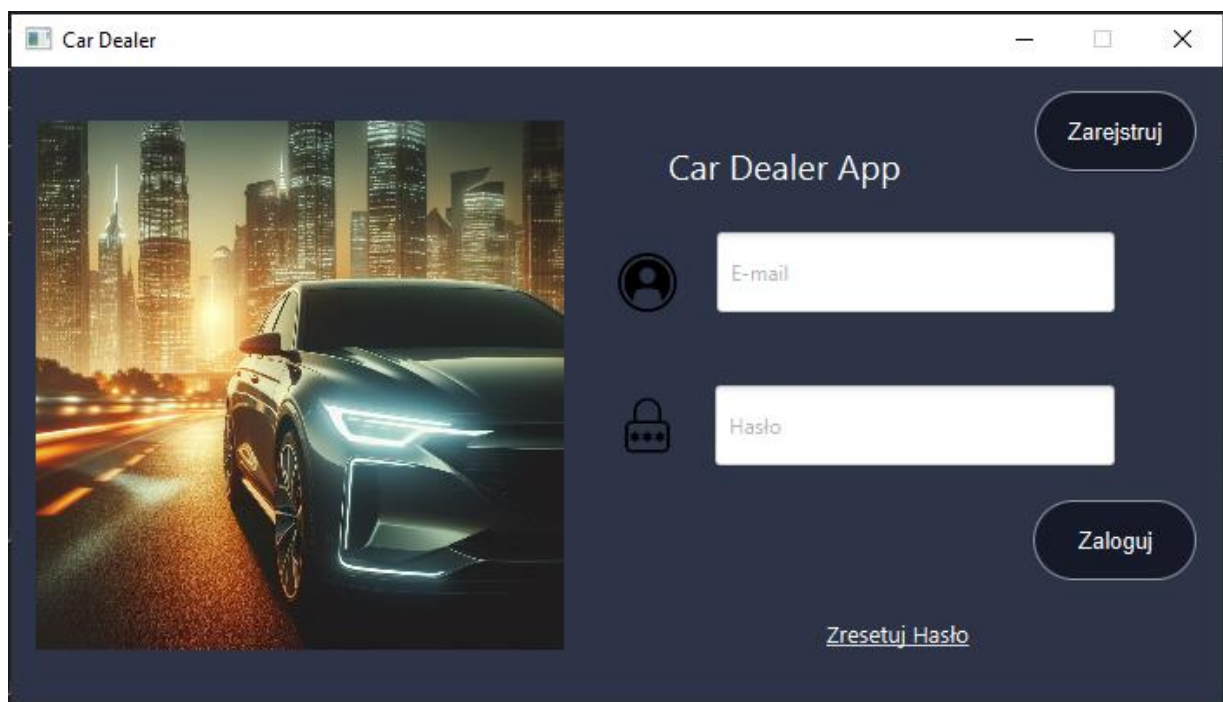 Car Dealer
Zarejstruj
Car Dealer App
E-mail
***
Hasło
Zaloguj
Zresetuj Hasło